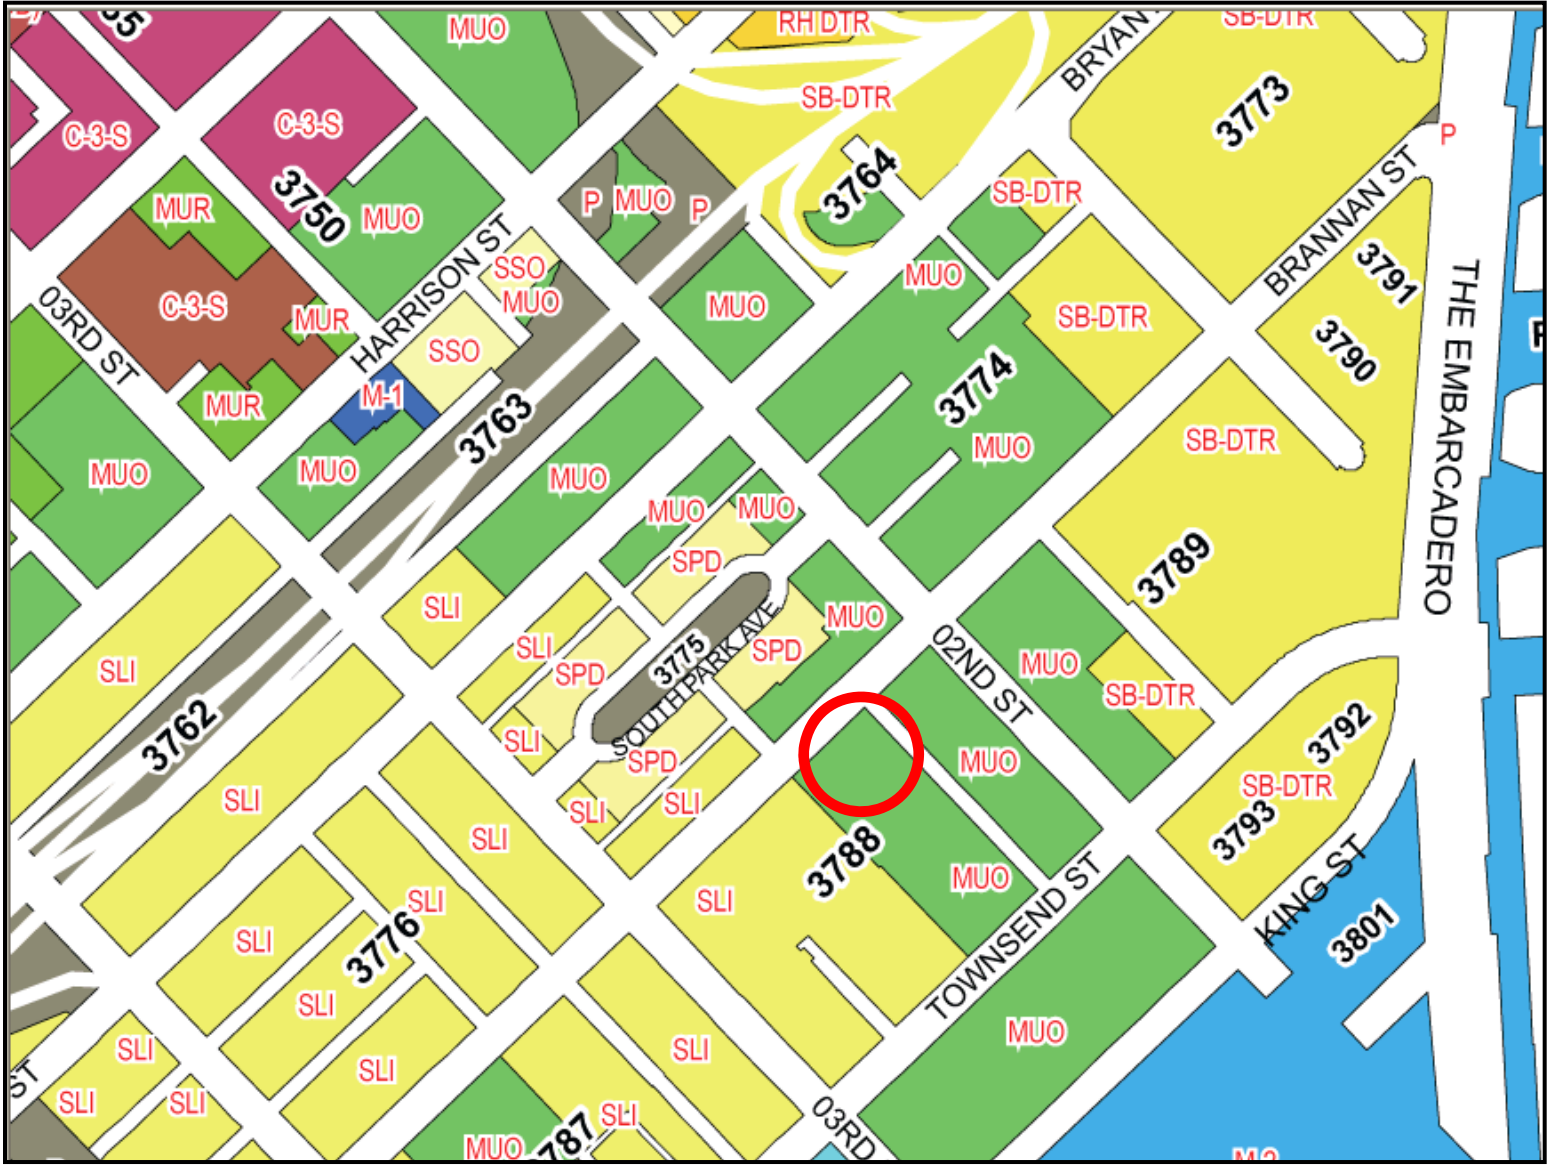 35
MUO
RH DTR
SB-DTR
BRYAN
SB-DTR
3773
C-3-S
C-3-S
P
3764
BRANNAN ST
3750
MUR
MUO
P
MUO
P
SB-DTR
HARRISON ST
SSO
MUO
MUO
3791
THE EMBARCADERO
C-3-S
MUR
MUO
SB-DTR
03RD ST
SSO
3790
M-1
MUR
3763
3774
MUO
SB-DTR
MUO
MUO
MUO
MUO
MUO
SPD
3789
SLI
MUO
SLI
SPD
3775
SOUTH PARK AVE
SPD
02ND ST
MUO
SLI
SB-DTR
3762
SLI
SPD
MUO
3792
SB-DTR
SLI
SLI
SLI
SLI
3793
3788
MUO
KING ST
TOWNSEND ST
SLI
SLI
3801
SLI
3776
SLI
MUO
SLI
SLI
SLI
ST
SLI
SLI
SLI
03RD
MUO
3787
M-2